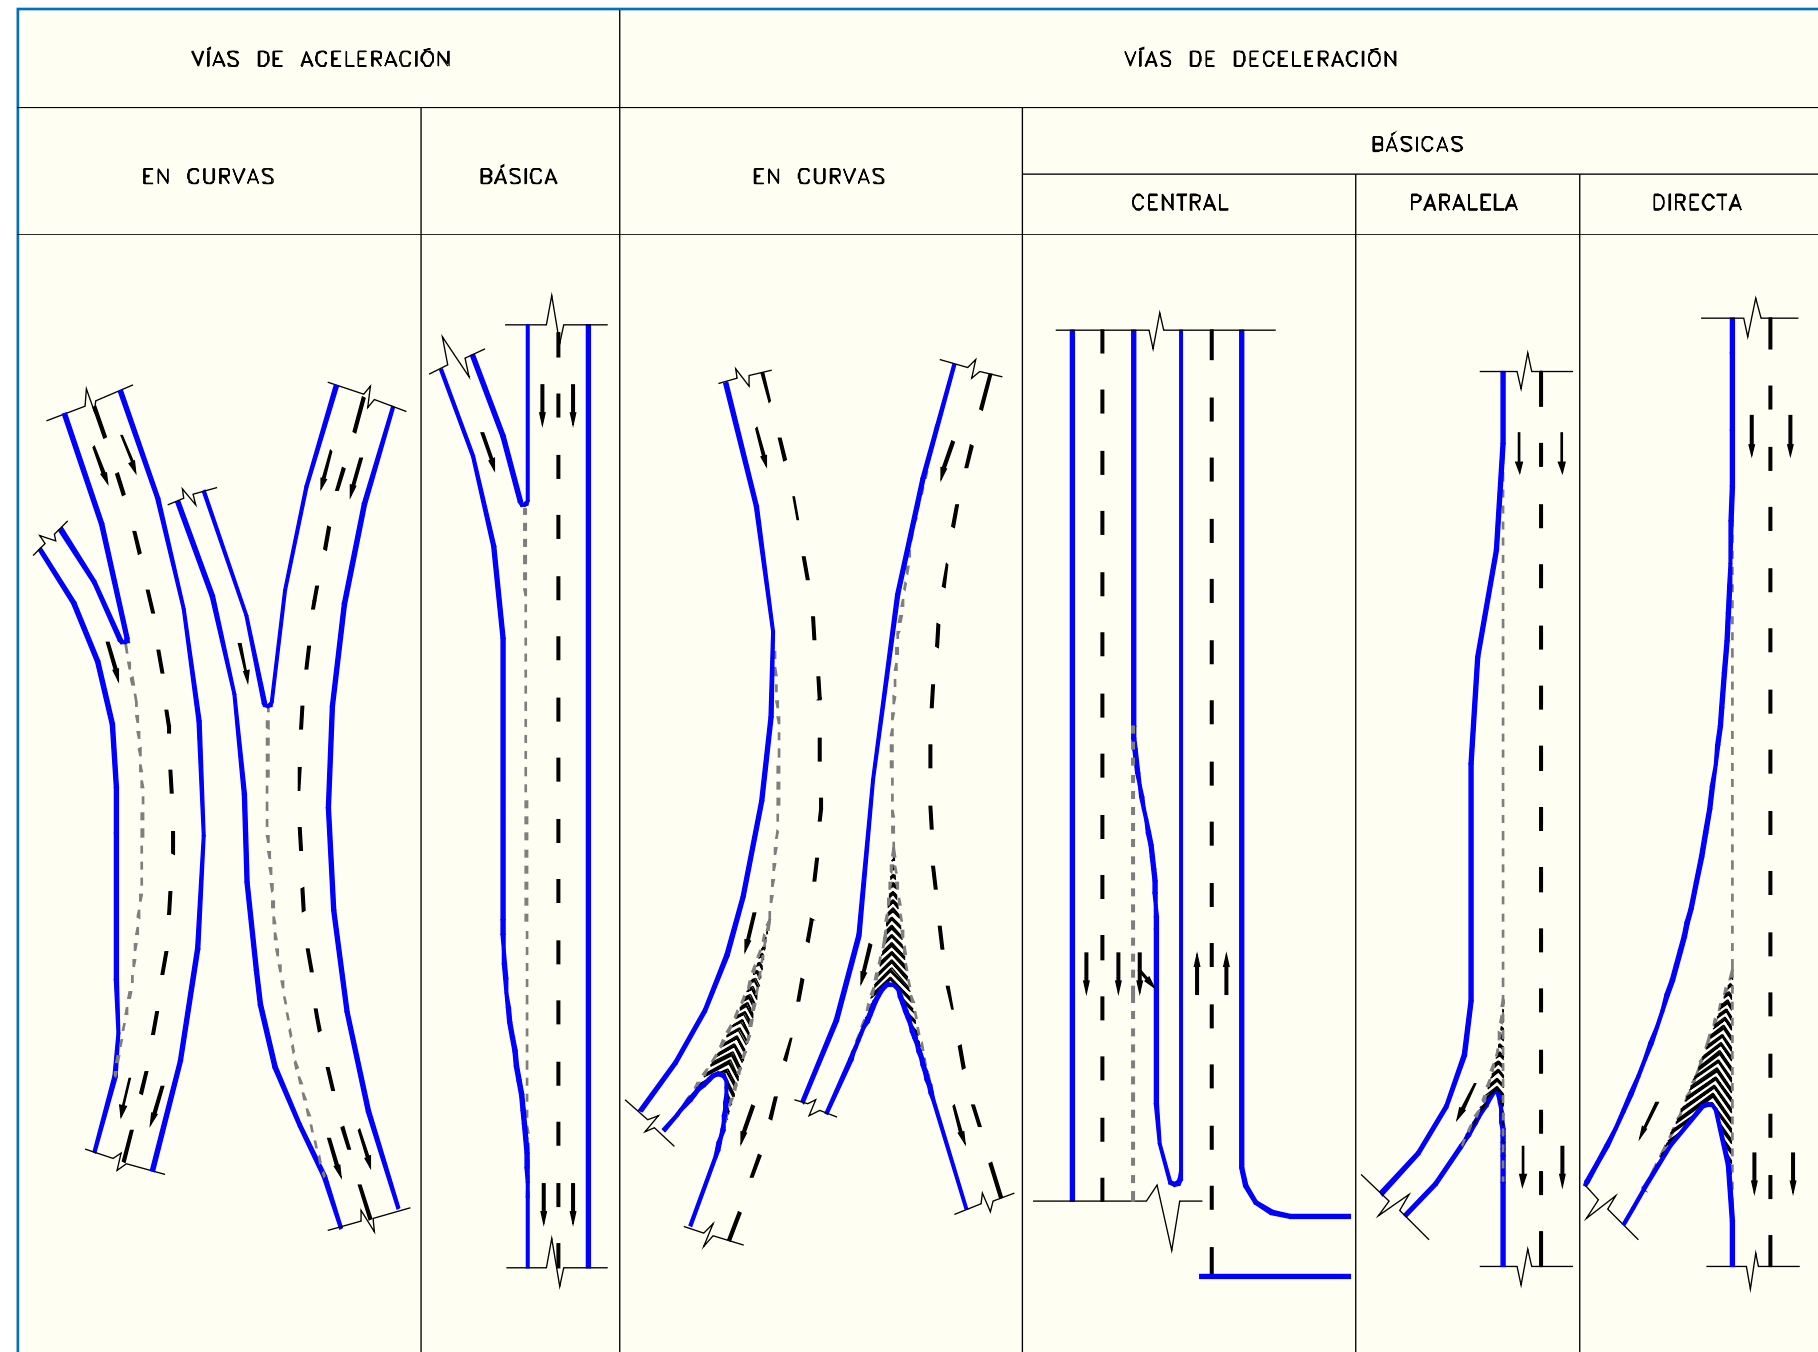 VÍAS DE ACELERACIÓN
VÍAS DE DECELERACIÓN
EN CURVAS
BÁSICA
EN CURVAS
BÁSICAS
CENTRAL
PARALELA
DIRECTA